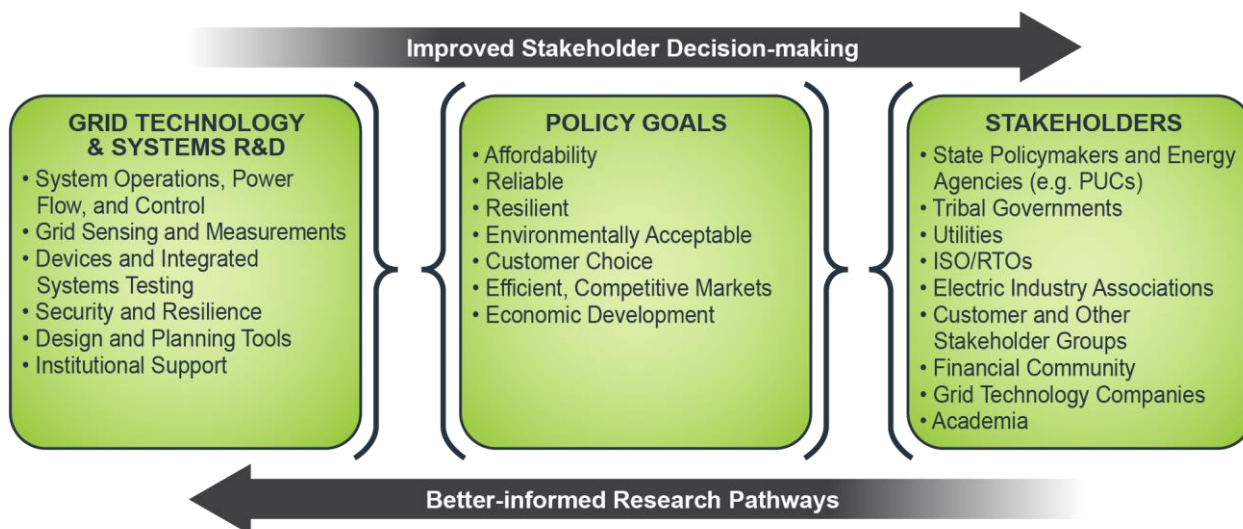 Improved Stakeholder Decision-making
GRID TECHNOLOGY
& SYSTEMS R&D
• System Operations, Power
Flow, and Control
• Grid Sensing and Measurements
• Devices and Integrated
Systems Testing
• Security and Resilience
• Design and Planning Tools
• Institutional Support
POLICY GOALS
• Affordability
• Reliable
• Resilient
• Environmentally Acceptable
• Customer Choice
• Efficient, Competitive Markets
• Economic Development
STAKEHOLDERS
• State Policymakers and Energy
Agencies (e.g. PUCs)
• Tribal Governments
• Utilities
• ISO/RTOs
• Electric Industry Associations
• Customer and Other
Stakeholder Groups
• Financial Community
• Grid Technology Companies
• Academia
Better-informed Research Pathways